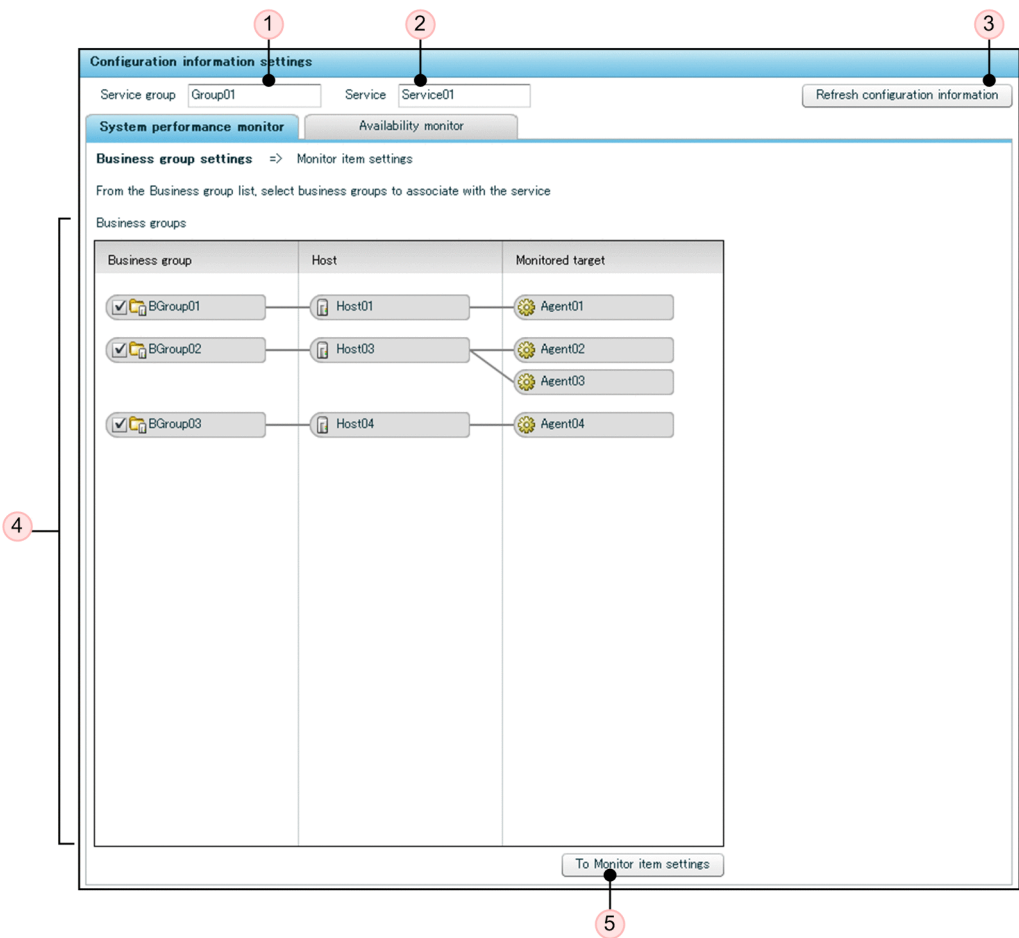 1 2 3
Configuration information settings
Service group Group01 Service Service01 Refresh configuration information
System performance monitor Availability monitor
Business group settings => Monitor item settings
From the Business group list, select business groups to associate with the service
Business groups
Business group Host Monitored target
BGroup01 Host01 Agent01
BGroup02 Host03 Agent02
Agent03
BGroup03 Host04 Agent04
4
To Monitor item settings
5